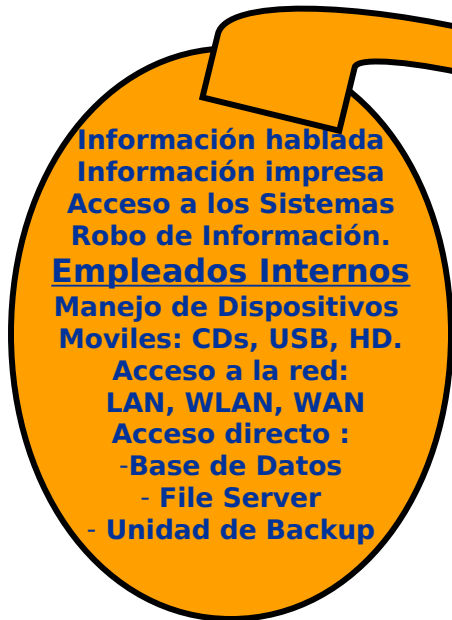 Información hablada
Información impresa
Acceso a los Sistemas
Robo de Información.
Empleados Internos
Manejo de Dispositivos
Moviles: CDs, USB, HD.
Acceso a la red:
LAN, WLAN, WAN
Acceso directo :
-Base de Datos
- File Server
- Unidad de Backup